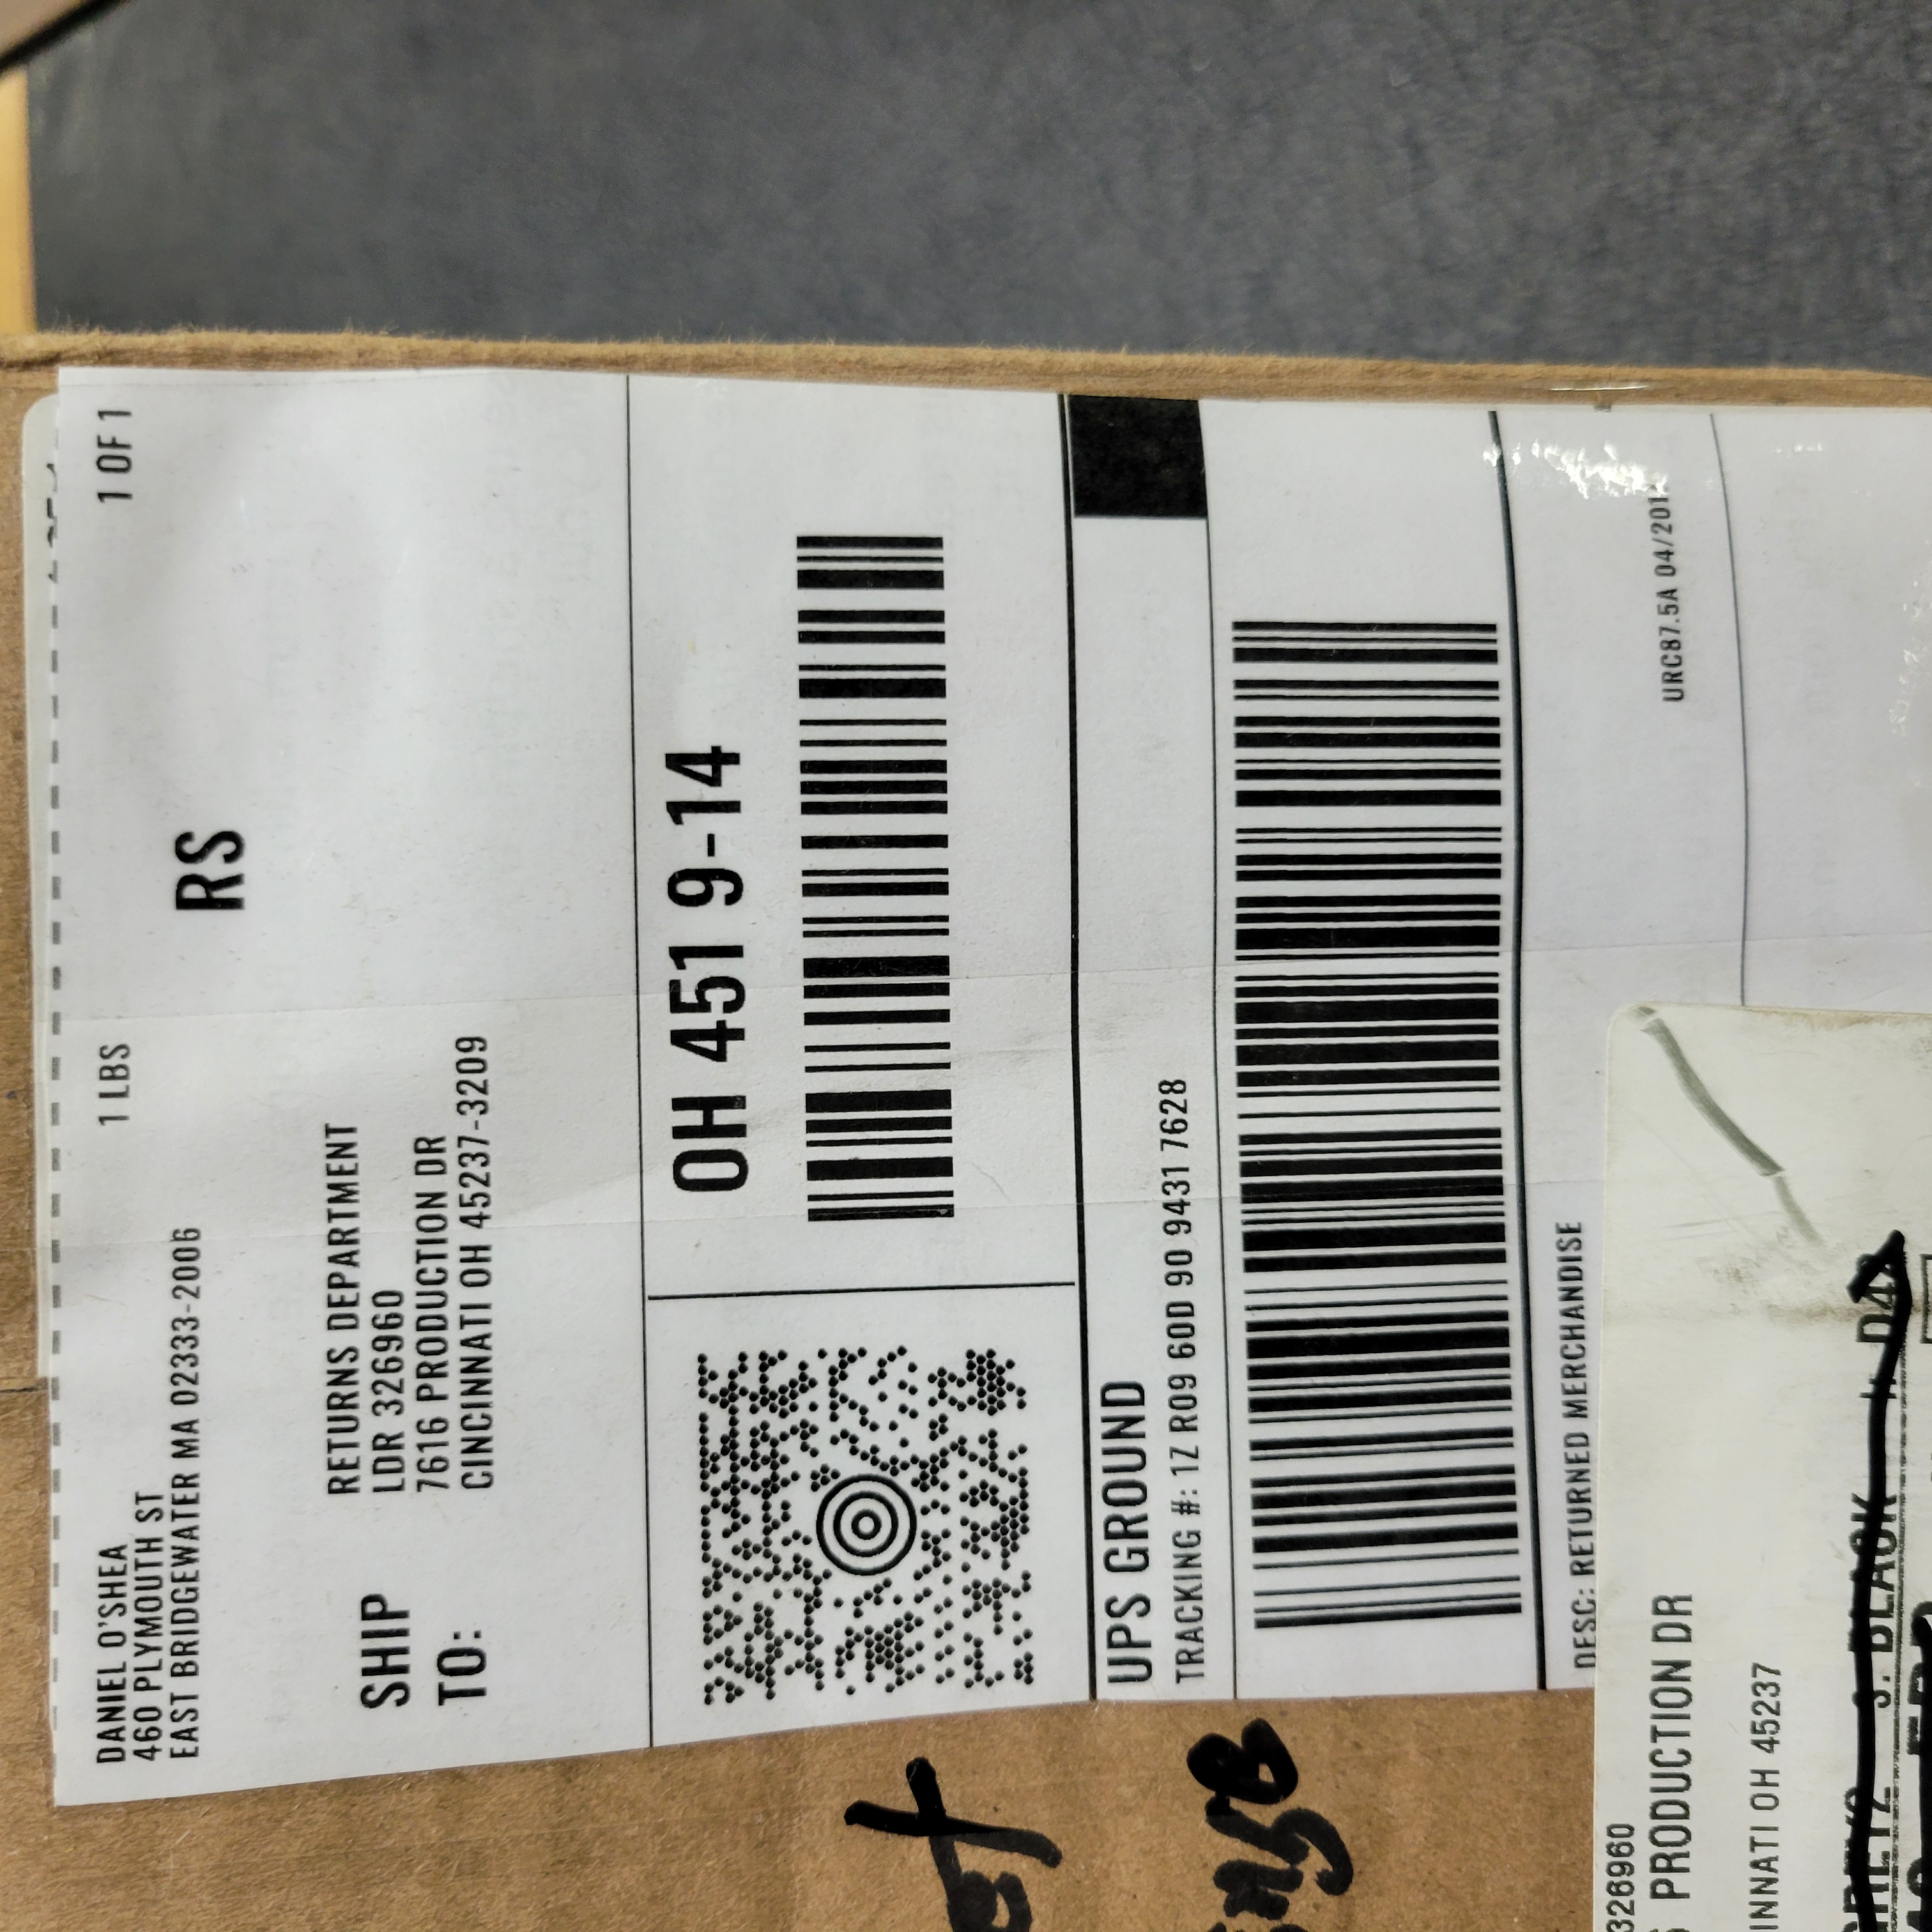 DANIEL O'SHEA
460 PLYMOUTH ST
EAST BRIDGEWATER MA 02333-2006
1 LBS
1 OF 1
RS
SHIP
TO:
RETURNS DEPARTMENT
LDR 326960
7616 PRODUCTION DR
CINCINNATI OH 45237-3209
OH 451 9-14
UPS GROUND
TRACKING #: 1Z R09 60D 90 9431 7628
DESC: RETURNED MERCHANDISE
URC87.5A 04/201
326960
PRODUCTION DR
INNATI OH 45237